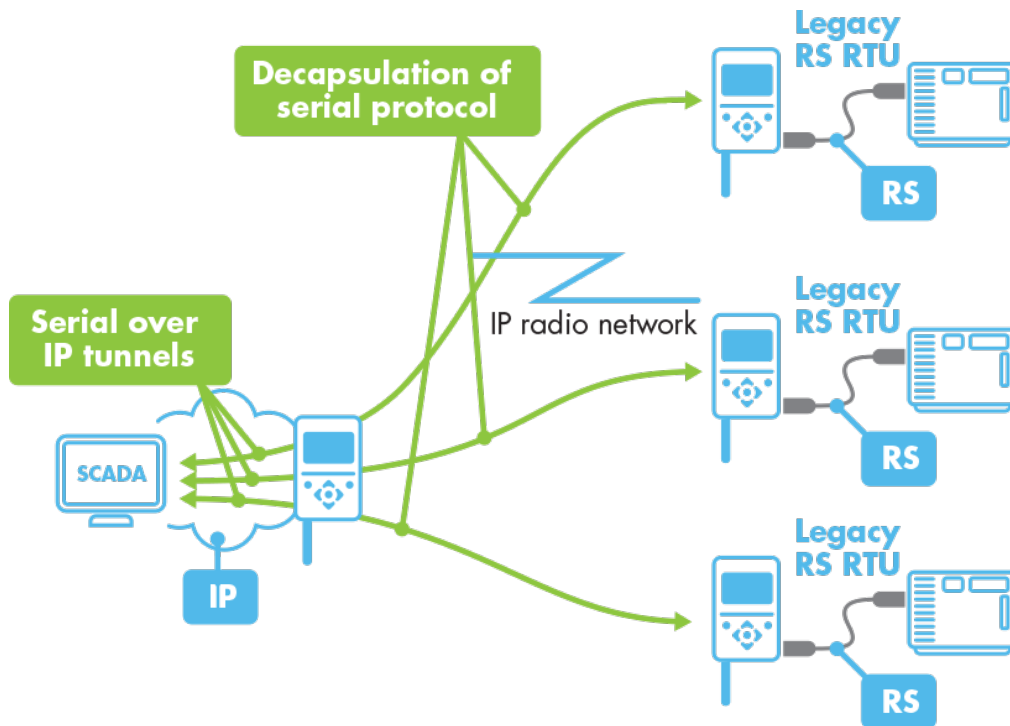 Legacy
RS RTU
Decapsulation of
serial protocol
RS
Legacy
RS RTU
IP radio network
Serial over
IP tunnels
RS
SCADA
Legacy
RS RTU
IP
RS